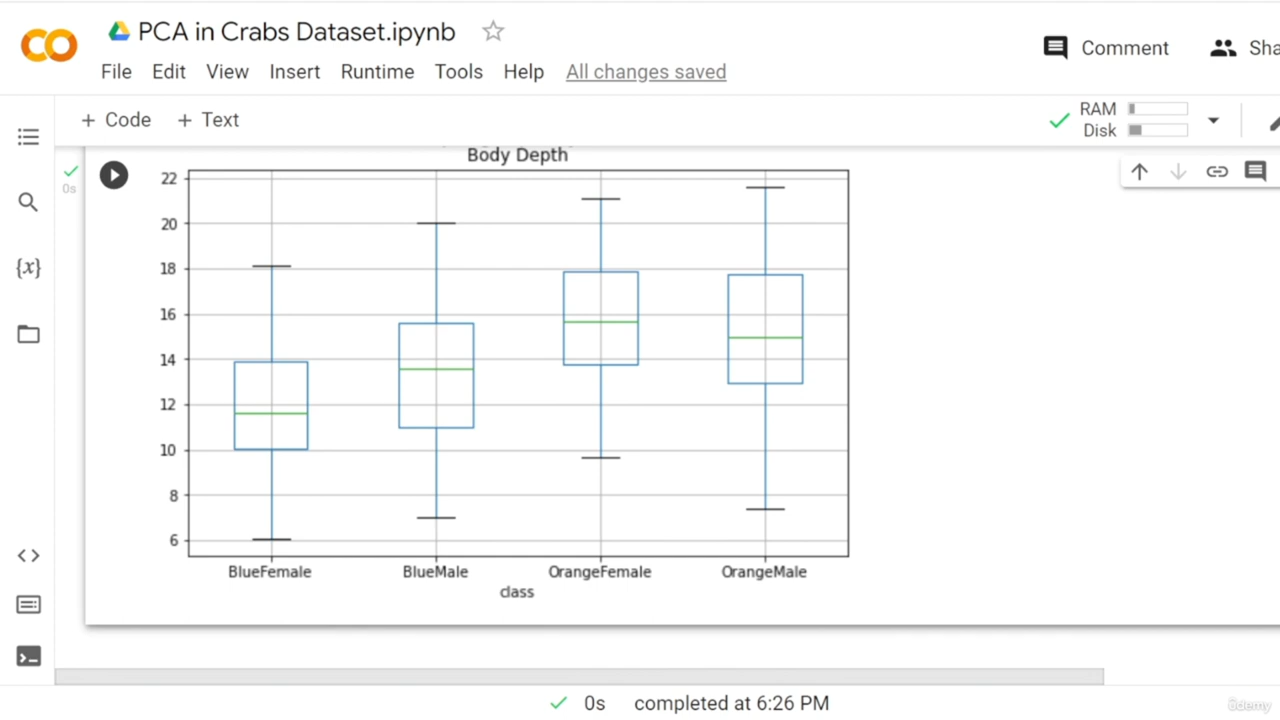 PCA in Crabs Dataset.ipynb
File Edit View Insert Runtime Tools Help All changes saved
Comment
Sha
+ Code + Text
RAM
Disk
0s
Body Depth
22
20
18
16
14
12
10
8
6
BlueFemale BlueMale OrangeFemale OrangeMale
class
{x}
0s completed at 6:26 PM
ûdemy